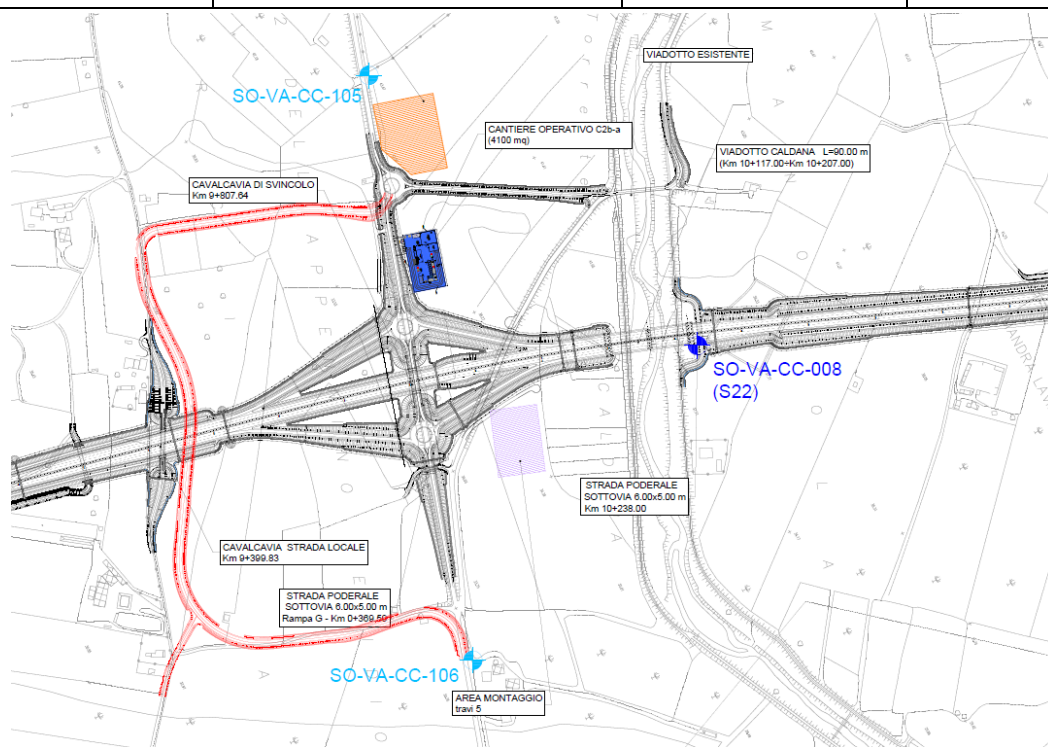 VIADOTTO ESISTENTE
SO-VA-CC-105
CANTIERE OPERATIVO C2b-a
(4100 mq)
VIADOTTO CALDANA L=90.00 m
(Km 10+117.00÷Km 10+207.00)
CAVALCAVIA DI SVINCOLO
Km 9+807.64
SO-VA-CC-008
(S22)
STRADA PODERALE
SOTTOVIA 6.00x5.00 m
Km 10+238.00
CAVALCAVIA STRADA LOCALE
Km 9+399.83
STRADA PODERALE
SOTTOVIA 6.00x5.00 m
Rampa G - Km 0+369,50
SO-VA-CC-106
AREA MONTAGGIO
travi 5